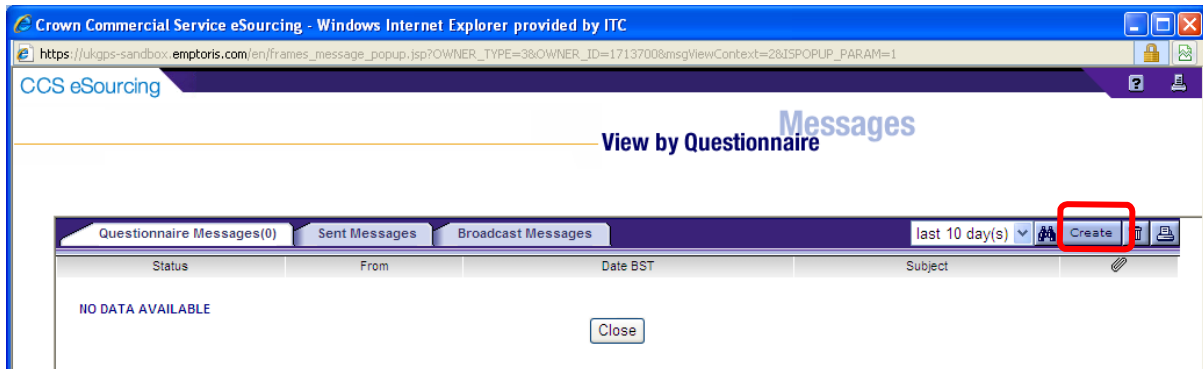 Crown Commercial Service eSourcing - Windows Internet Explorer provided by ITC
https://ukgps-sandbox.emptoris.com/en/frames_message_popup.jsp?OWNER_TYPE=3&OWNER_ID=1713700&msgViewContext=2&ISPOPUP_PARAM=1
CCS eSourcing ?
Messages
View by Questionnaire
Questionnaire Messages(0) Sent Messages Broadcast Messages last 10 day(s) Create
Status From Date BST Subject
NO DATA AVAILABLE
Close